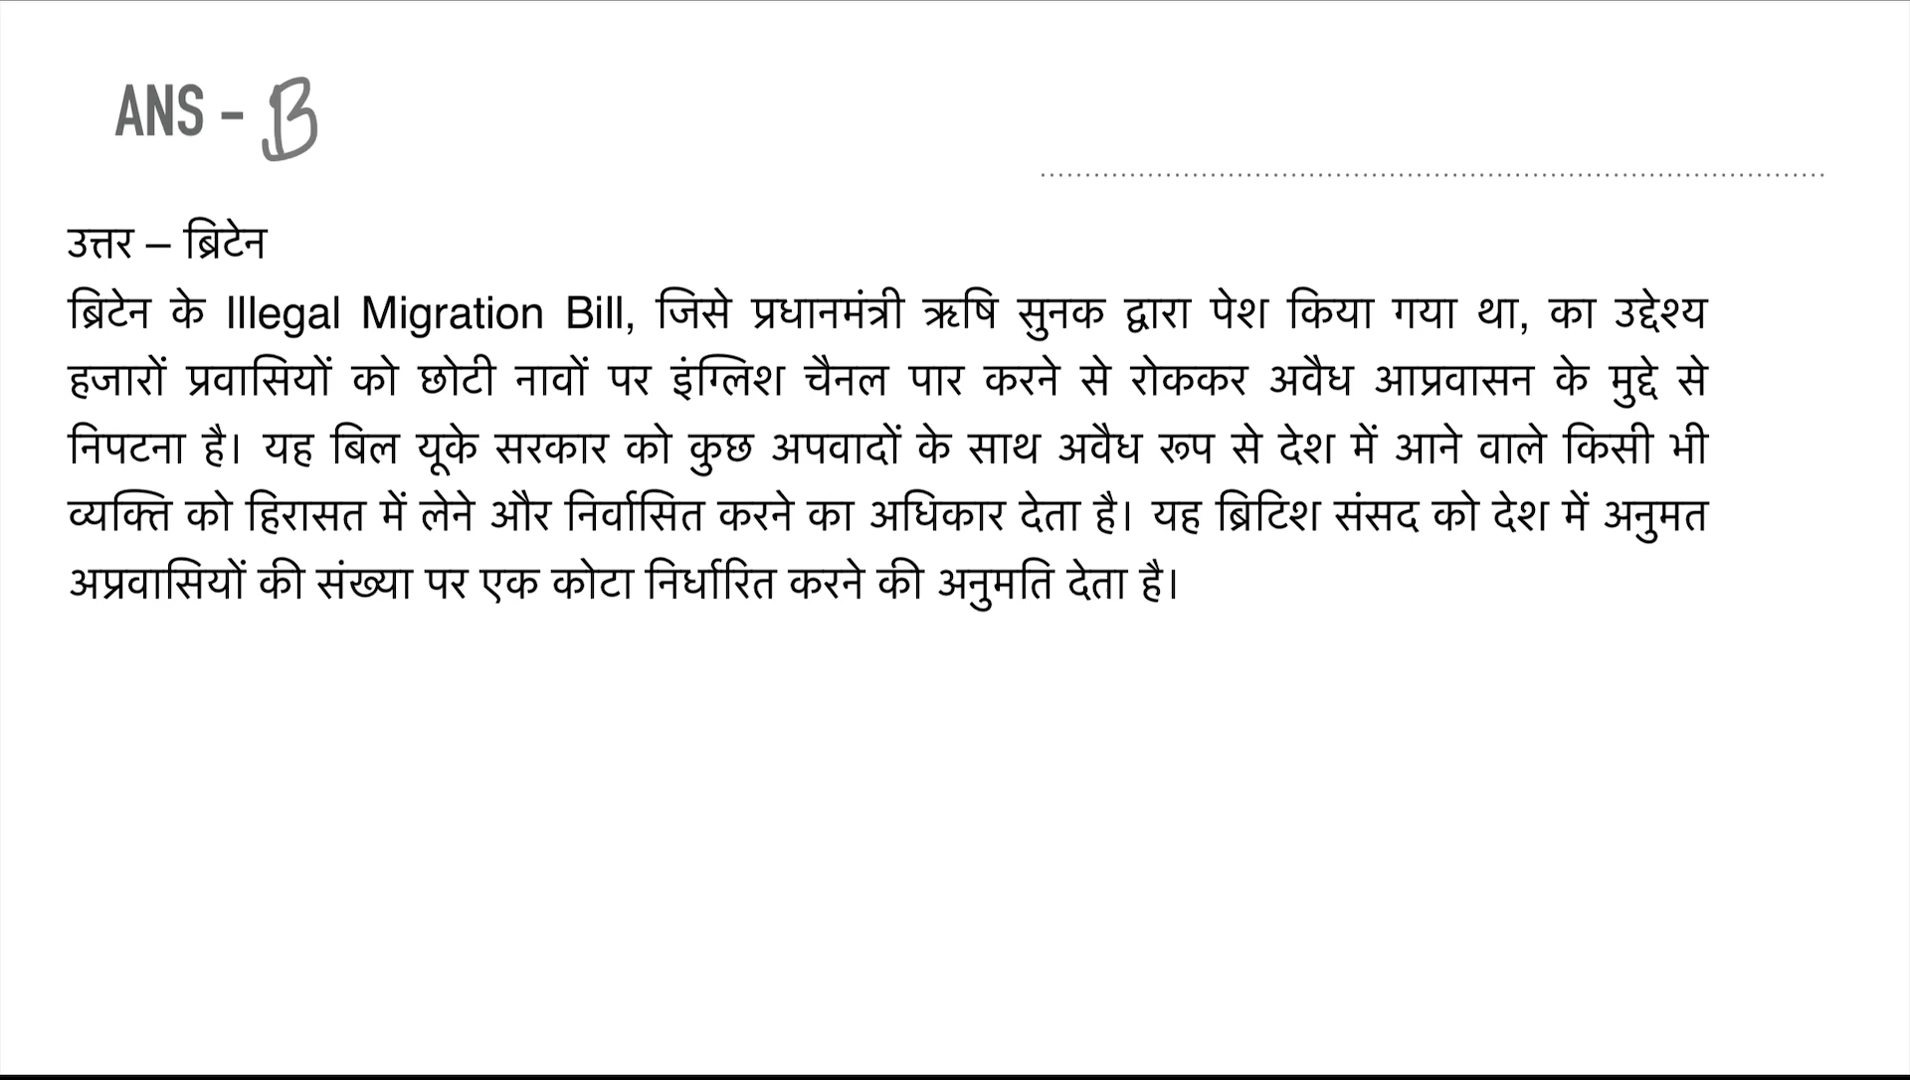 ANS - B
उत्तर – ब्रिटेन
ब्रिटेन के Illegal Migration Bill, जिसे प्रधानमंत्री ऋषि सुनक द्वारा पेश किया गया था, का उद्देश्य
हजारों प्रवासियों को छोटी नावों पर इंग्लिश चैनल पार करने से रोककर अवैध आप्रवासन के मुद्दे से
निपटना है। यह बिल यूके सरकार को कुछ अपवादों के साथ अवैध रूप से देश में आने वाले किसी भी
व्यक्ति को हिरासत में लेने और निर्वासित करने का अधिकार देता है। यह ब्रिटिश संसद को देश में अनुमत
अप्रवासियों की संख्या पर एक कोटा निर्धारित करने की अनुमति देता है।